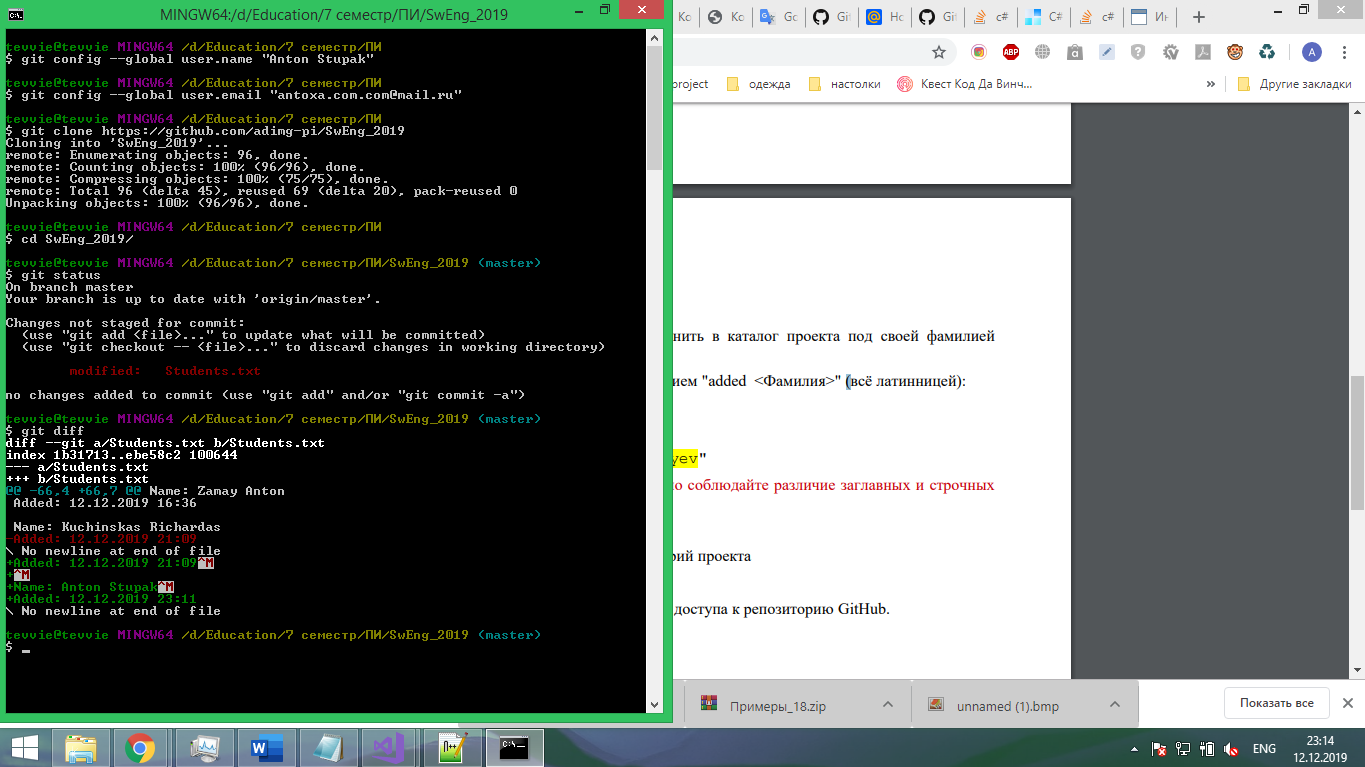 MINGW64:/d/Education/7 семестр/ПИ/SwEng_2019
tevvie@tevvie MINGW64 /d/Education/7 семестр/ПИ
$ git config --global user.name "Anton Stupak"
tevvie@tevvie MINGW64 /d/Education/7 семестр/ПИ
$ git config --global user.email "antoxa.com.com@mail.ru"
tevvie@tevvie MINGW64 /d/Education/7 семестр/ПИ
$ git clone https://github.com/adimg-pi/SwEng_2019
Cloning into 'SwEng_2019'...
remote: Enumerating objects: 96, done.
remote: Counting objects: 100% (96/96), done.
remote: Compressing objects: 100% (75/75), done.
remote: Total 96 (delta 45), reused 69 (delta 20), pack-reused 0
Unpacking objects: 100% (96/96), done.
tevvie@tevvie MINGW64 /d/Education/7 семестр/ПИ
$ cd SwEng_2019/
tevvie@tevvie MINGW64 /d/Education/7 семестр/ПИ/SwEng_2019 (master)
$ git status
On branch master
Your branch is up to date with 'origin/master'.
Changes not staged for commit:
(use "git add <file>..." to update what will be committed)
(use "git checkout -- <file>..." to discard changes in working directory)
modified: Students.txt
no changes added to commit (use "git add" and/or "git commit -a")
tevvie@tevvie MINGW64 /d/Education/7 семестр/ПИ/SwEng_2019 (master)
$ git diff
diff --git a/Students.txt b/Students.txt
index 1b31713..ebe58c2 100644
--- a/Students.txt
+++ b/Students.txt
@@ -66,4 +66,7 @@ Name: Zamay Anton
Added: 12.12.2019 16:36
Name: Kuchinskas Richardas
-Added: 12.12.2019 21:09
\ No newline at end of file
+Added: 12.12.2019 21:09^M
+^M
+Name: Anton Stupak^M
+Added: 12.12.2019 23:11
\ No newline at end of file
tevvie@tevvie MINGW64 /d/Education/7 семестр/ПИ/SwEng_2019 (master)
$
Ко Go Gi Но Gi c# C# c# Ин
ABP
a
A
project одежда настолки Квест Код Да Винч... » Другие закладки
нить в каталог проекта под своей фамилией
ием "added <Фамилия>" (всё латинницей):
yev"
о соблюдайте различие заглавных и строчных
рий проекта
доступа к репозиторию GitHub.
Примеры_18.zip
unnamed (1).bmp
Показать все
ENG
23:14
12.12.2019